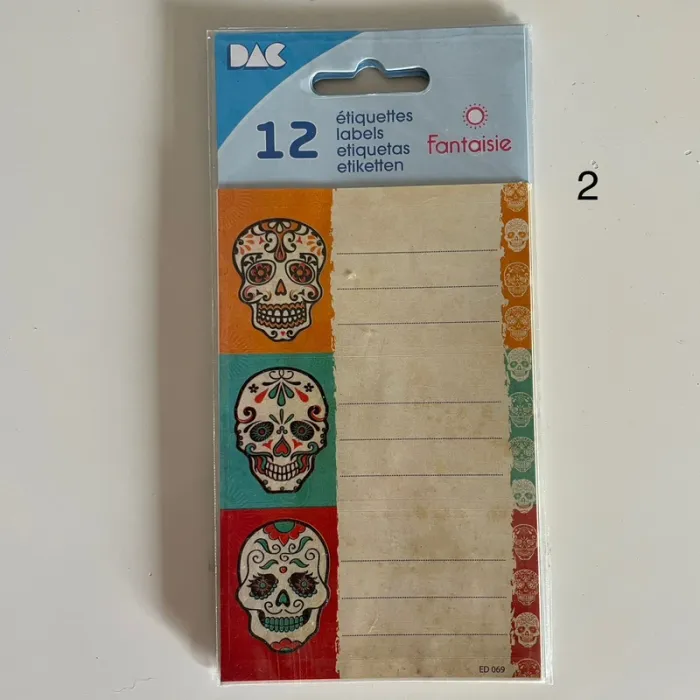 DAC
12
étiquettes
labels
etiquetas
etiketten
Fantaisie
2
ED 069